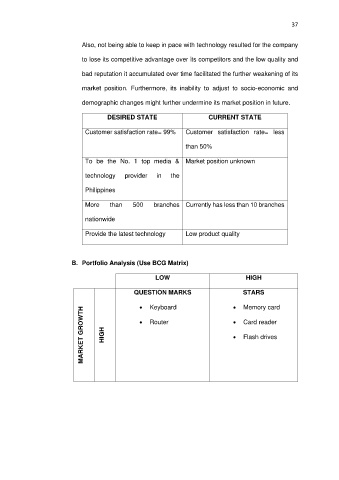 37
Also, not being able to keep in pace with technology resulted for the company
to lose its competitive advantage over its competitors and the low quality and
bad reputation it accumulated over time facilitated the further weakening of its
market position. Furthermore, its inability to adjust to socio-economic and
demographic changes might further undermine its market position in future.
DESIRED STATE CURRENT STATE
Customer satisfaction rate= 99% Customer satisfaction rate= less
than 50%
To be the No. 1 top media & Market position unknown
technology provider in the
Philippines
More than 500 branches Currently has less than 10 branches
nationwide
Provide the latest technology Low product quality
B. Portfolio Analysis (Use BCG Matrix)
LOW HIGH
MARKET GROWTH
HIGH
QUESTION MARKS STARS
• Keyboard • Memory card
• Router • Card reader
• Flash drives